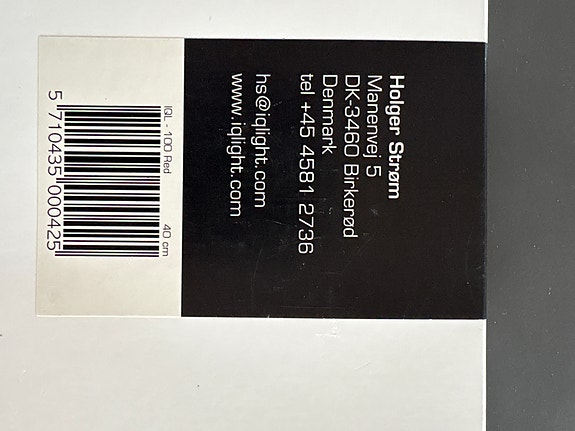 Holger Strøm
Manenvej 5
DK-3460 Birkerød
Denmark
tel +45 4581 2736
hs@iqlight.com
www.iqlight.com
IQL - 100 Red 40 cm
5 710435 000425